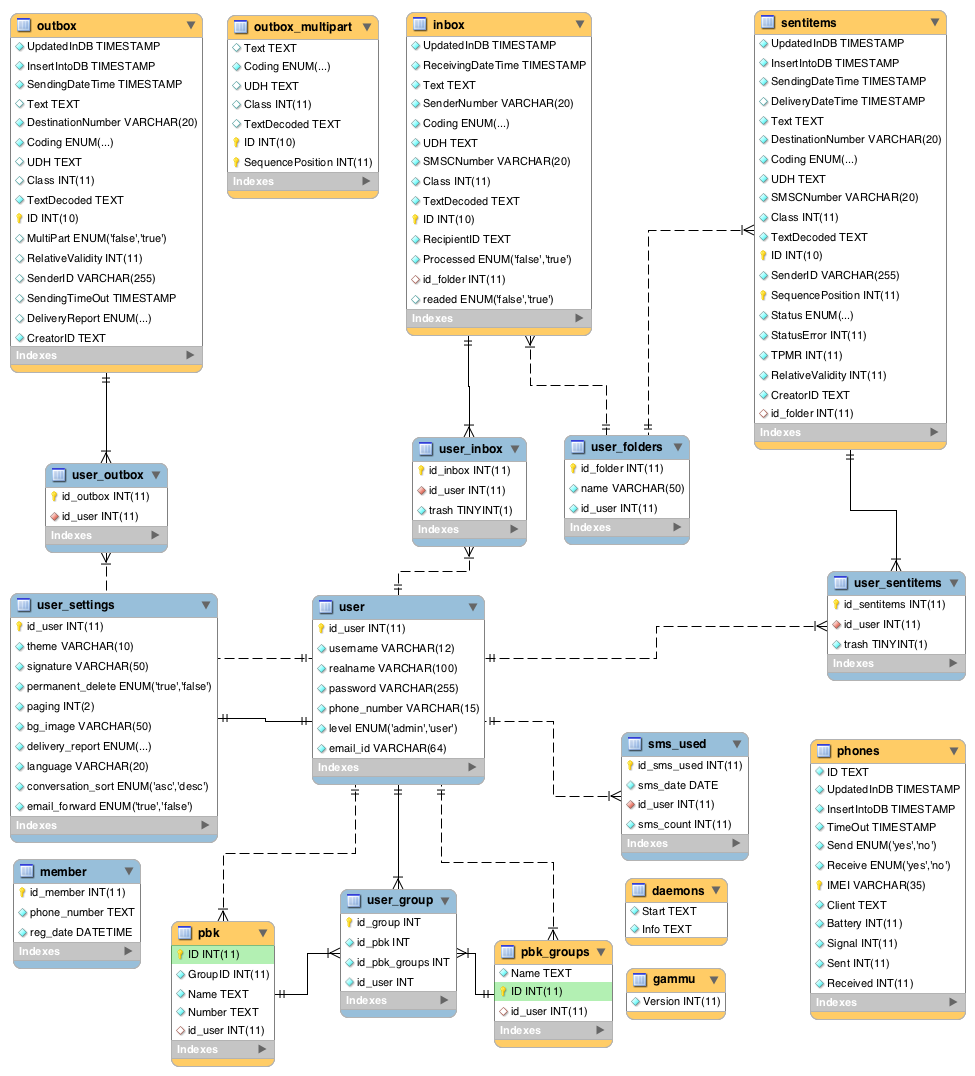 outbox
UpdatedInDB TIMESTAMP
InsertIntoDB TIMESTAMP
SendingDateTime TIMESTAMP
Text TEXT
DestinationNumber VARCHAR(20)
Coding ENUM(...)
UDH TEXT
Class INT(11)
TextDecoded TEXT
ID INT(10)
MultiPart ENUM('false','true')
RelativeValidity INT(11)
SenderID VARCHAR(255)
SendingTimeOut TIMESTAMP
DeliveryReport ENUM(...)
CreatorID TEXT
Indexes
outbox_multipart
Text TEXT
Coding ENUM(...)
UDH TEXT
Class INT(11)
TextDecoded TEXT
ID INT(10)
SequencePosition INT(11)
Indexes
inbox
UpdatedInDB TIMESTAMP
ReceivingDateTime TIMESTAMP
Text TEXT
SenderNumber VARCHAR(20)
Coding ENUM(...)
UDH TEXT
SMSCNumber VARCHAR(20)
Class INT(11)
TextDecoded TEXT
ID INT(10)
RecipientID TEXT
Processed ENUM('false','true')
id_folder INT(11)
readed ENUM('false','true')
Indexes
sentitems
UpdatedInDB TIMESTAMP
InsertIntoDB TIMESTAMP
SendingDateTime TIMESTAMP
DeliveryDateTime TIMESTAMP
Text TEXT
DestinationNumber VARCHAR(20)
Coding ENUM(...)
UDH TEXT
SMSCNumber VARCHAR(20)
Class INT(11)
TextDecoded TEXT
ID INT(10)
SenderID VARCHAR(255)
SequencePosition INT(11)
Status ENUM(...)
StatusError INT(11)
TPMR INT(11)
RelativeValidity INT(11)
CreatorID TEXT
id_folder INT(11)
Indexes
user_outbox
id_outbox INT(11)
id_user INT(11)
Indexes
user_inbox
id_inbox INT(11)
id_user INT(11)
trash TINYINT(1)
Indexes
user_folders
id_folder INT(11)
name VARCHAR(50)
id_user INT(11)
Indexes
user_sentitems
id_sentitems INT(11)
id_user INT(11)
trash TINYINT(1)
Indexes
user_settings
id_user INT(11)
theme VARCHAR(10)
signature VARCHAR(50)
permanent_delete ENUM('true','false')
paging INT(2)
bg_image VARCHAR(50)
delivery_report ENUM(...)
language VARCHAR(20)
conversation_sort ENUM('asc','desc')
email_forward ENUM('true','false')
Indexes
user
id_user INT(11)
username VARCHAR(12)
realname VARCHAR(100)
password VARCHAR(255)
phone_number VARCHAR(15)
level ENUM('admin','user')
email_id VARCHAR(64)
Indexes
sms_used
id_sms_used INT(11)
sms_date DATE
id_user INT(11)
sms_count INT(11)
Indexes
phones
ID TEXT
UpdatedInDB TIMESTAMP
InsertIntoDB TIMESTAMP
TimeOut TIMESTAMP
Send ENUM('yes','no')
Receive ENUM('yes','no')
IMEI VARCHAR(35)
Client TEXT
Battery INT(11)
Signal INT(11)
Sent INT(11)
Received INT(11)
Indexes
member
id_member INT(11)
phone_number TEXT
reg_date DATETIME
Indexes
pbk
ID INT(11)
GroupID INT(11)
Name TEXT
Number TEXT
id_user INT(11)
Indexes
user_group
id_group INT
id_pbk INT
id_pbk_groups INT
id_user INT
Indexes
pbk_groups
Name TEXT
ID INT(11)
id_user INT(11)
Indexes
daemons
Start TEXT
Info TEXT
gammu
Version INT(11)